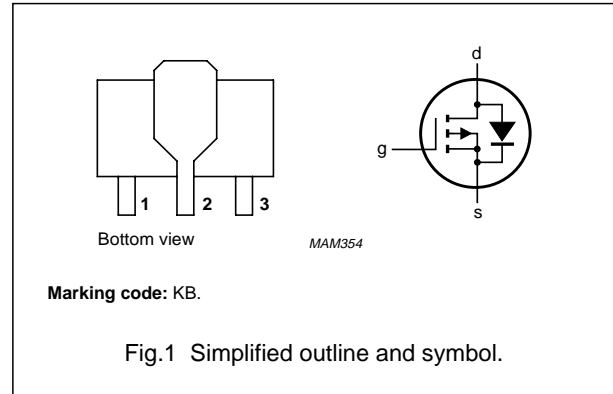 d
g
s
1 2 3
Bottom view
MAM354
Marking code: KB.
Fig.1 Simplified outline and symbol.